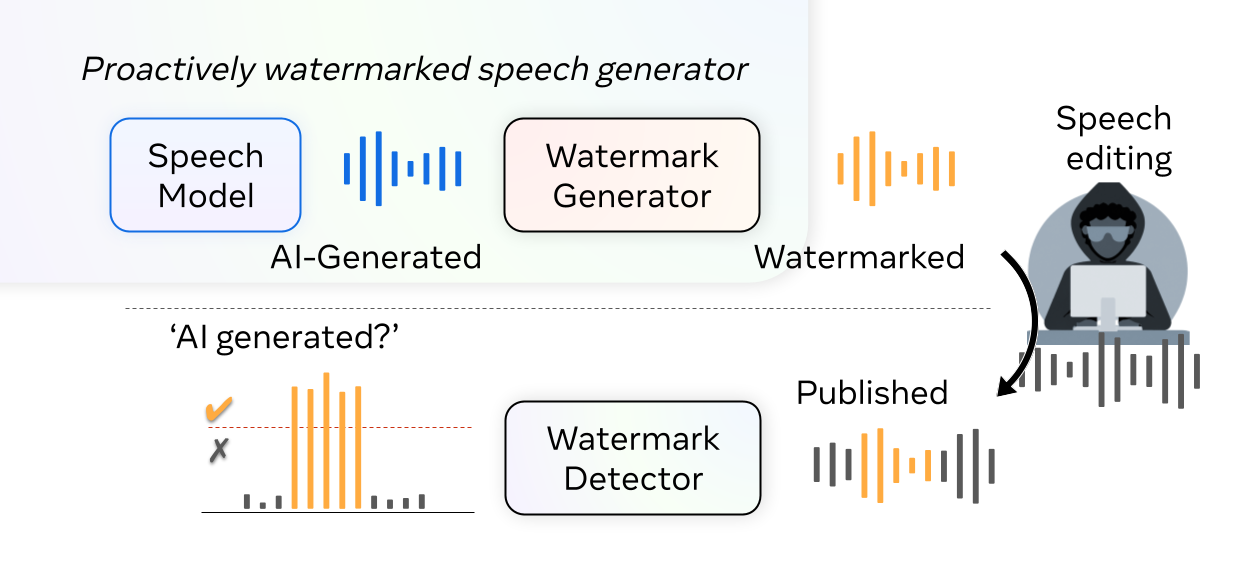 Proactively watermarked speech generator
Speech
Model
AI-Generated
Watermark
Generator
Watermarked
Speech
editing
‘AI generated?’
✔
✗
Watermark
Detector
Published